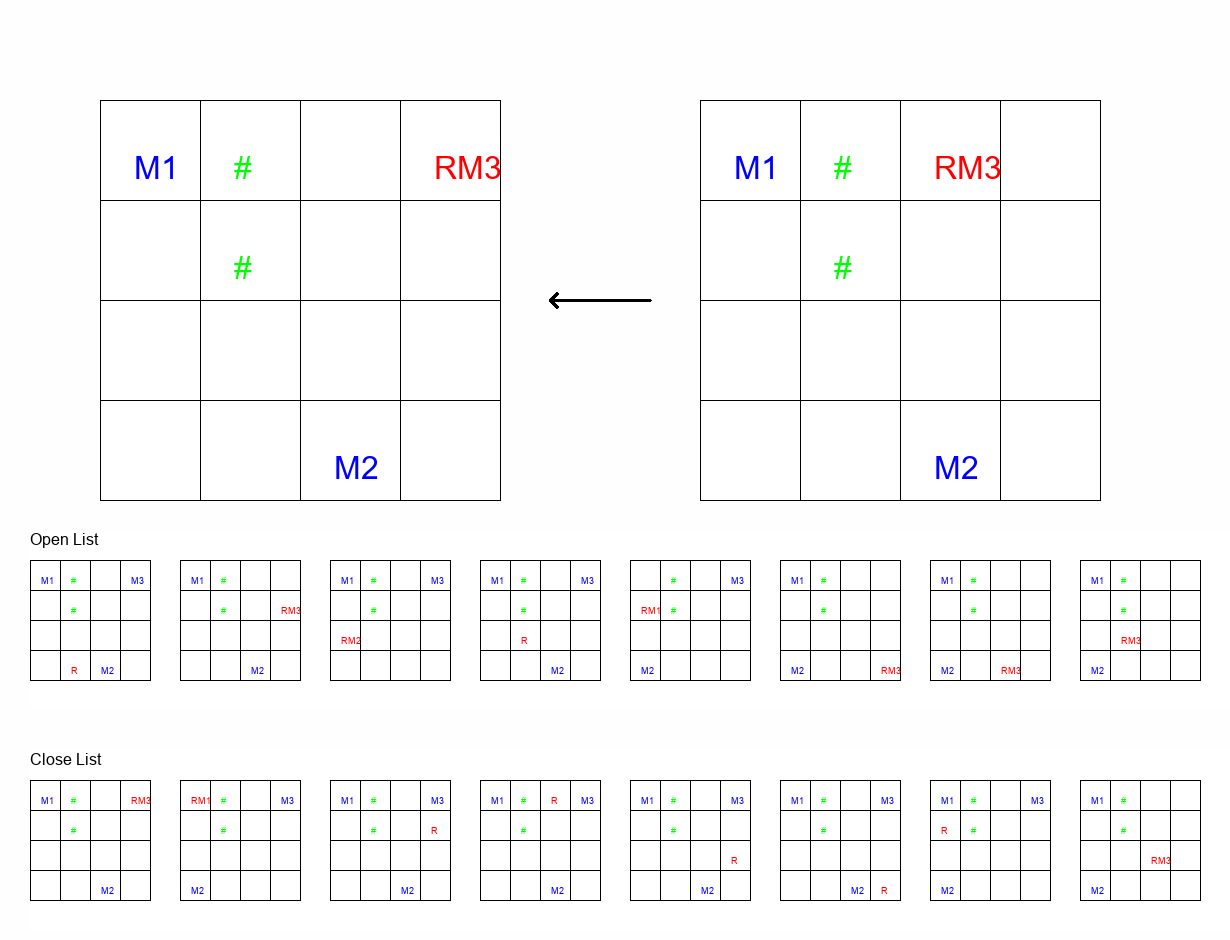 M1 # RM3 M1 # RM3
# #
M2 M2
Open List
M1 # M3 M1 # M1 # M3 M1 # M3 # M3 M1 # M1 # M1 #
# # RM3 # # RM1 # # # #
RM2 R RM3
R M2 M2 M2 M2 M2 RM3 M2 RM3 M2
Close List
M1 # RM3 RM1 # M3 M1 # M3 M1 # R M3 M1 # M3 M1 # M3 M1 # M3 M1 #
# # # R # # # R # #
R RM3
M2 M2 M2 M2 M2 M2 R M2 M2